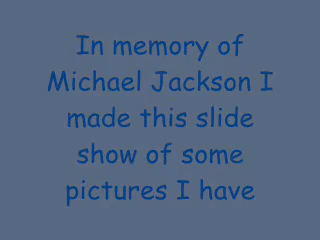 In memory of
Michael Jackson I
made this slide
show of some
pictures I have